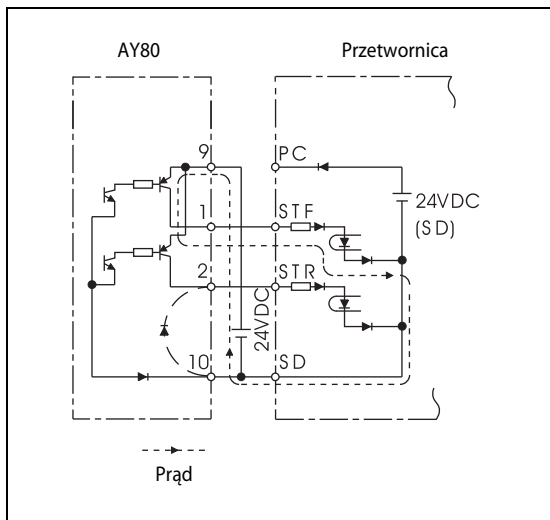 AY80
Przetwornica
9
PC
24VDC
(SD)
1
STF
2
STR
24VDC
10
SD
Prąd